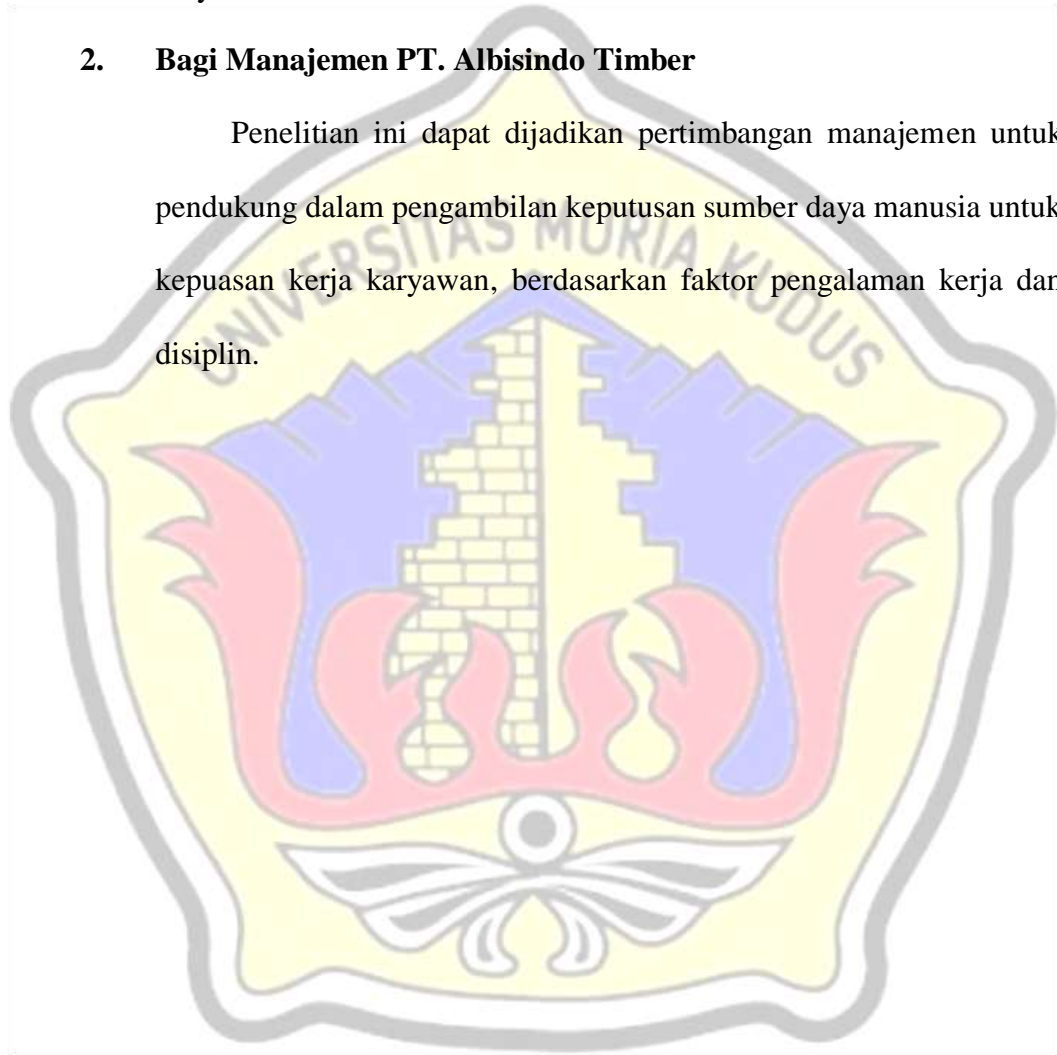 2. Bagi Manajemen PT. Albisindo Timber
Penelitian ini dapat dijadikan pertimbangan manajemen untuk
pendukung dalam pengambilan keputusan sumber daya manusia untuk
kepuasan kerja karyawan, berdasarkan faktor pengalaman kerja dan
disiplin.
UNIVERSITAS MURIA KUDUS